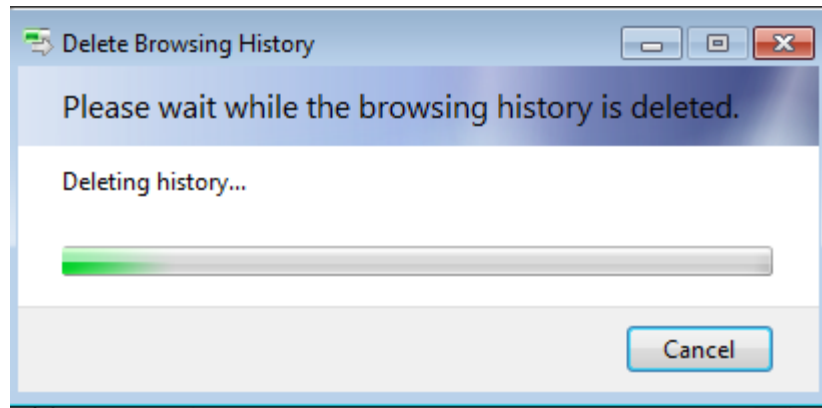 Delete Browsing History
Please wait while the browsing history is deleted.
Deleting history...
Cancel